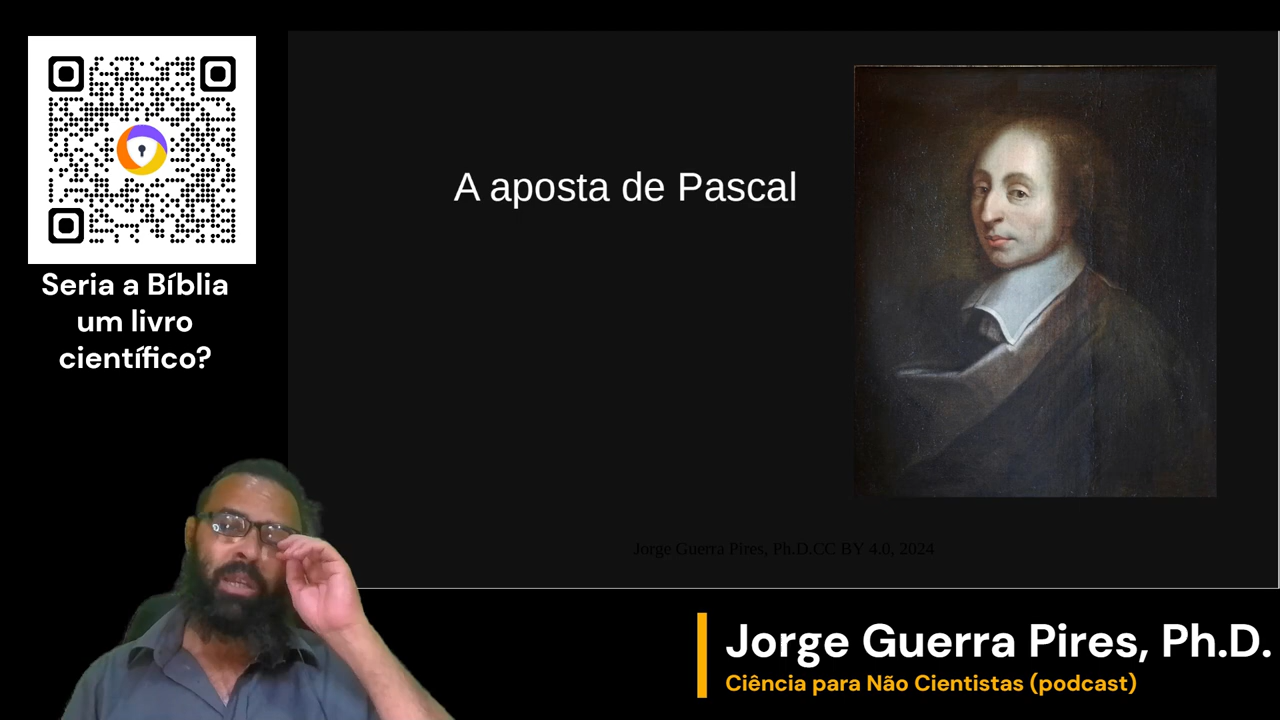 Seria a Bíblia
um livro
científico?
A aposta de Pascal
Jorge Guerra Pires, Ph.D.CC BY 4.0, 2024
Jorge Guerra Pires, Ph.D.
Ciência para Não Cientistas (podcast)